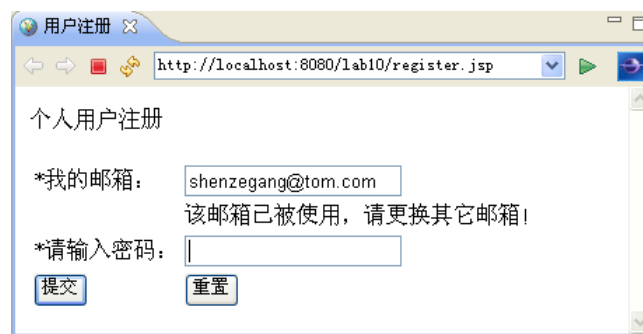 用户注册
http://localhost:8080/lab10/register.jsp
个人用户注册
*我的邮箱：
shenzegang@tom.com
该邮箱已被使用，请更换其它邮箱！
*请输入密码：
提交 重置